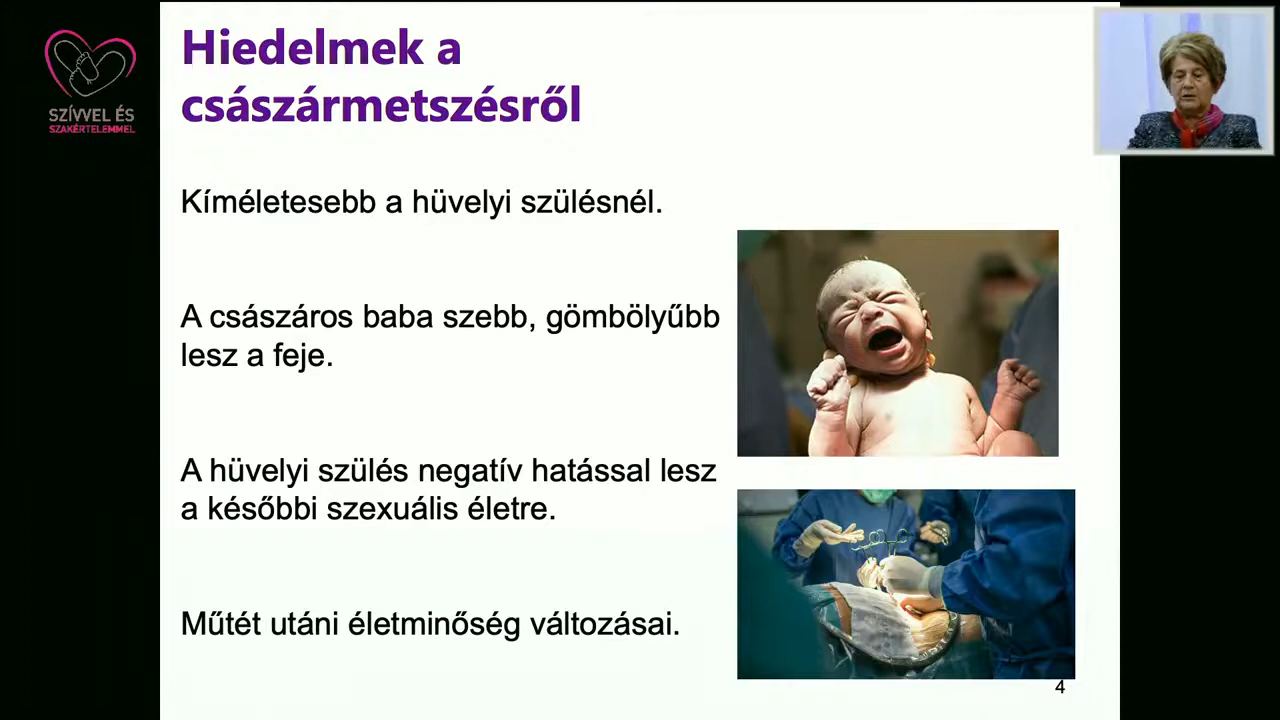 SZÍVVEL ÉS
SZAKÉRTELEMMEL
Hiedelmek a
császármetszésről
Kíméletesebb a hüvelyi szülésnél.
A császáros baba szebb, gömbölyűbb
lesz a feje.
A hüvelyi szülés negatív hatással lesz
a későbbi szexuális életre.
Műtét utáni életminőség változásai.
4